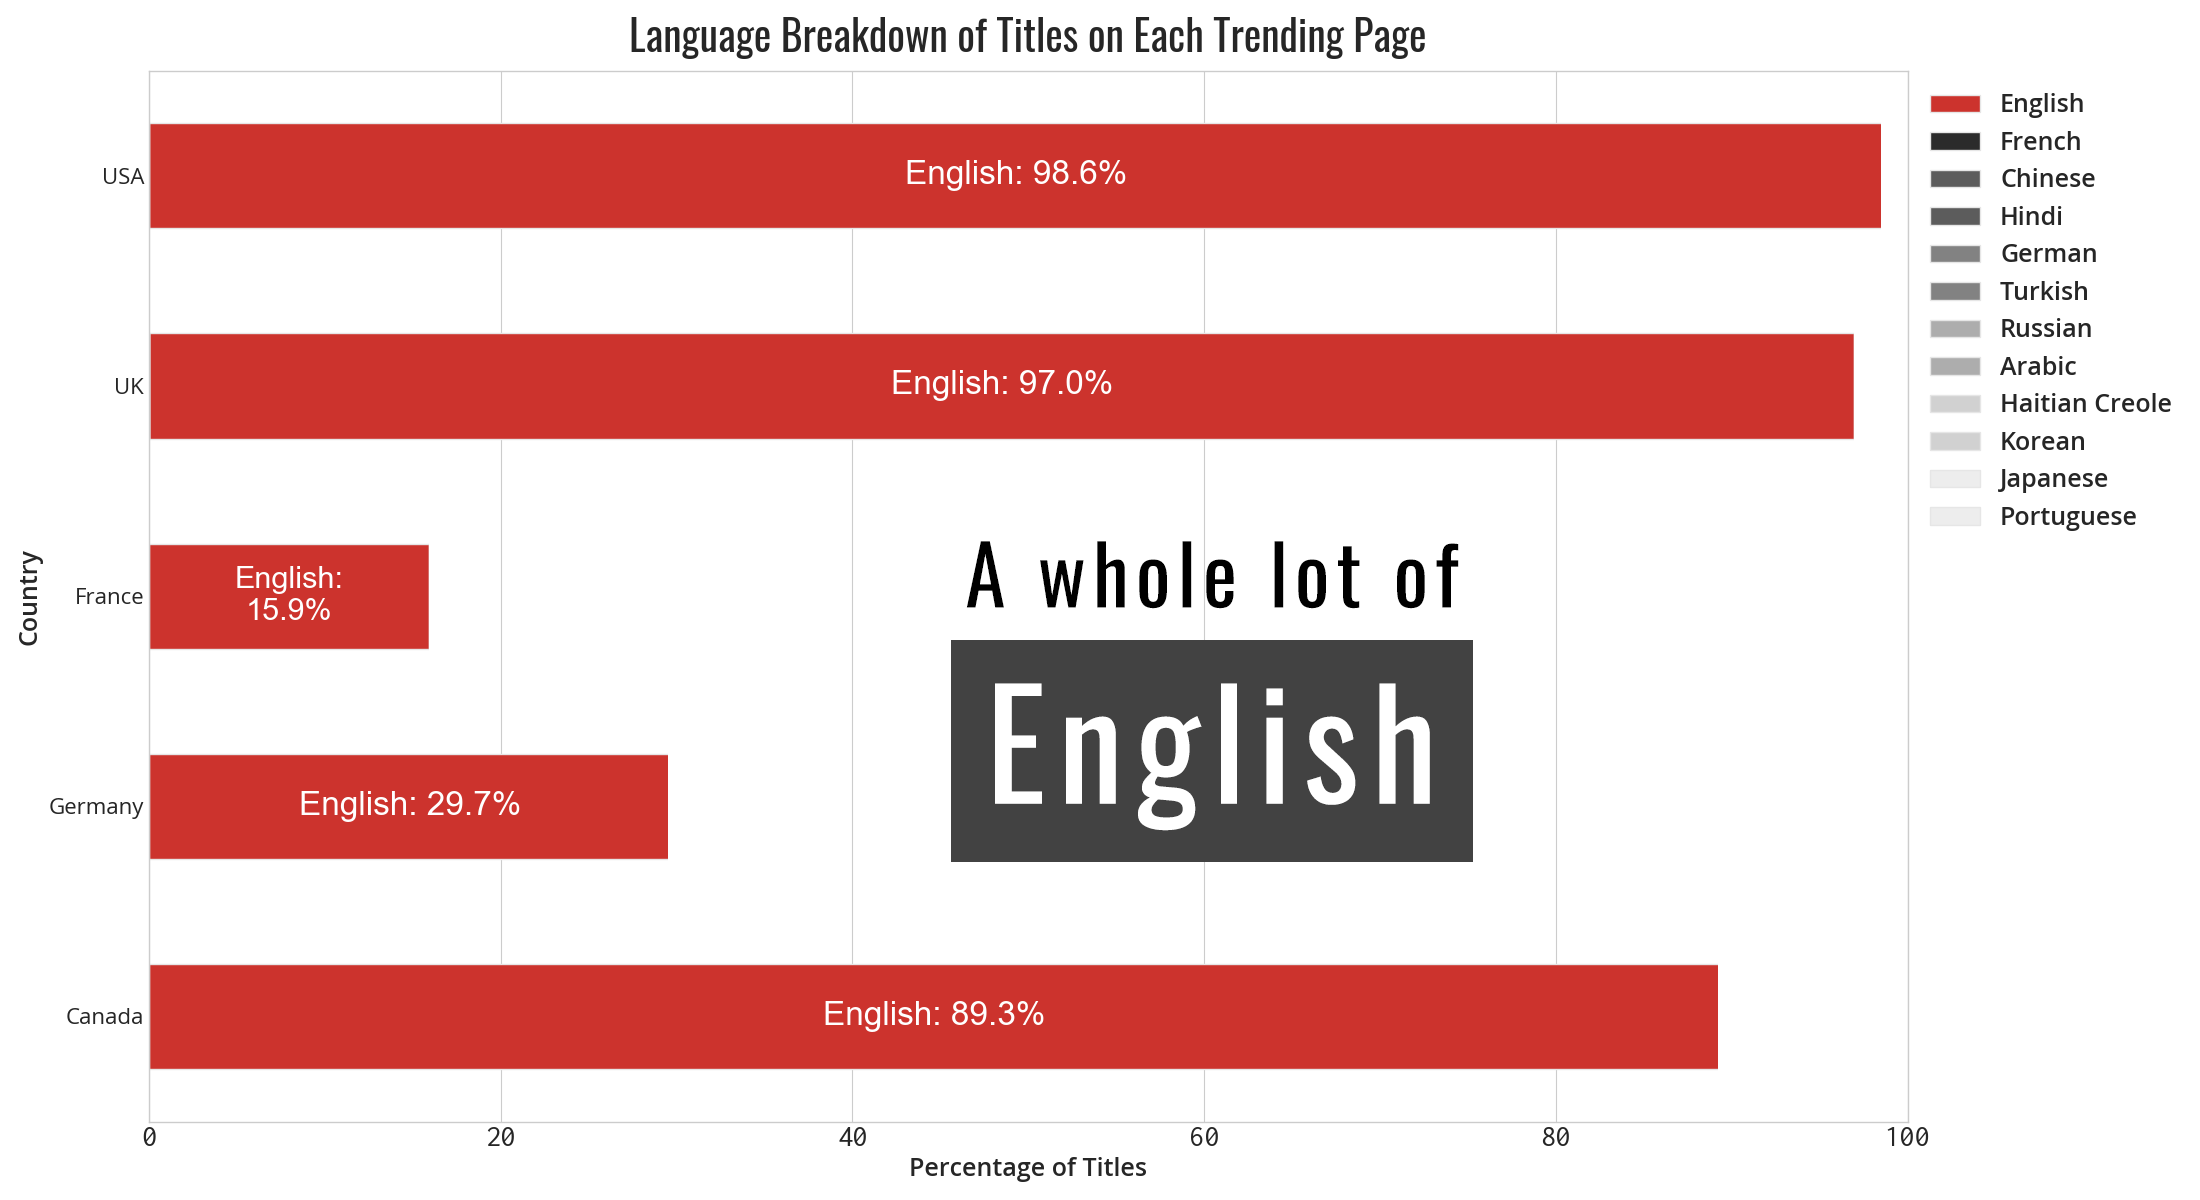 Language Breakdown of Titles on Each Trending Page
USA
English: 98.6%
UK
English: 97.0%
France
English:
15.9%
Germany
English: 29.7%
Canada
English: 89.3%
A whole lot of
English
Country
0 20 40 60 80 100
Percentage of Titles
English
French
Chinese
Hindi
German
Turkish
Russian
Arabic
Haitian Creole
Korean
Japanese
Portuguese